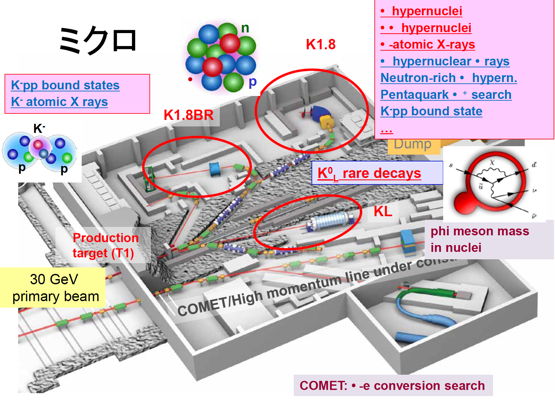 ミクロ
n
p
K1.8
• hypernuclei
• • hypernuclei
• -atomic X-rays
• hypernuclear • rays
Neutron-rich • hypern.
Pentaquark • ⁺ search
K⁻pp bound state
…
K⁻pp bound states
K⁻ atomic X rays
K1.8BR
K⁻
p
p
Dump
K⁰L rare decays
KL
phi meson mass
in nuclei
Production
target (T1)
30 GeV
primary beam
COMET/High momentum line under
COMET: • -e conversion search